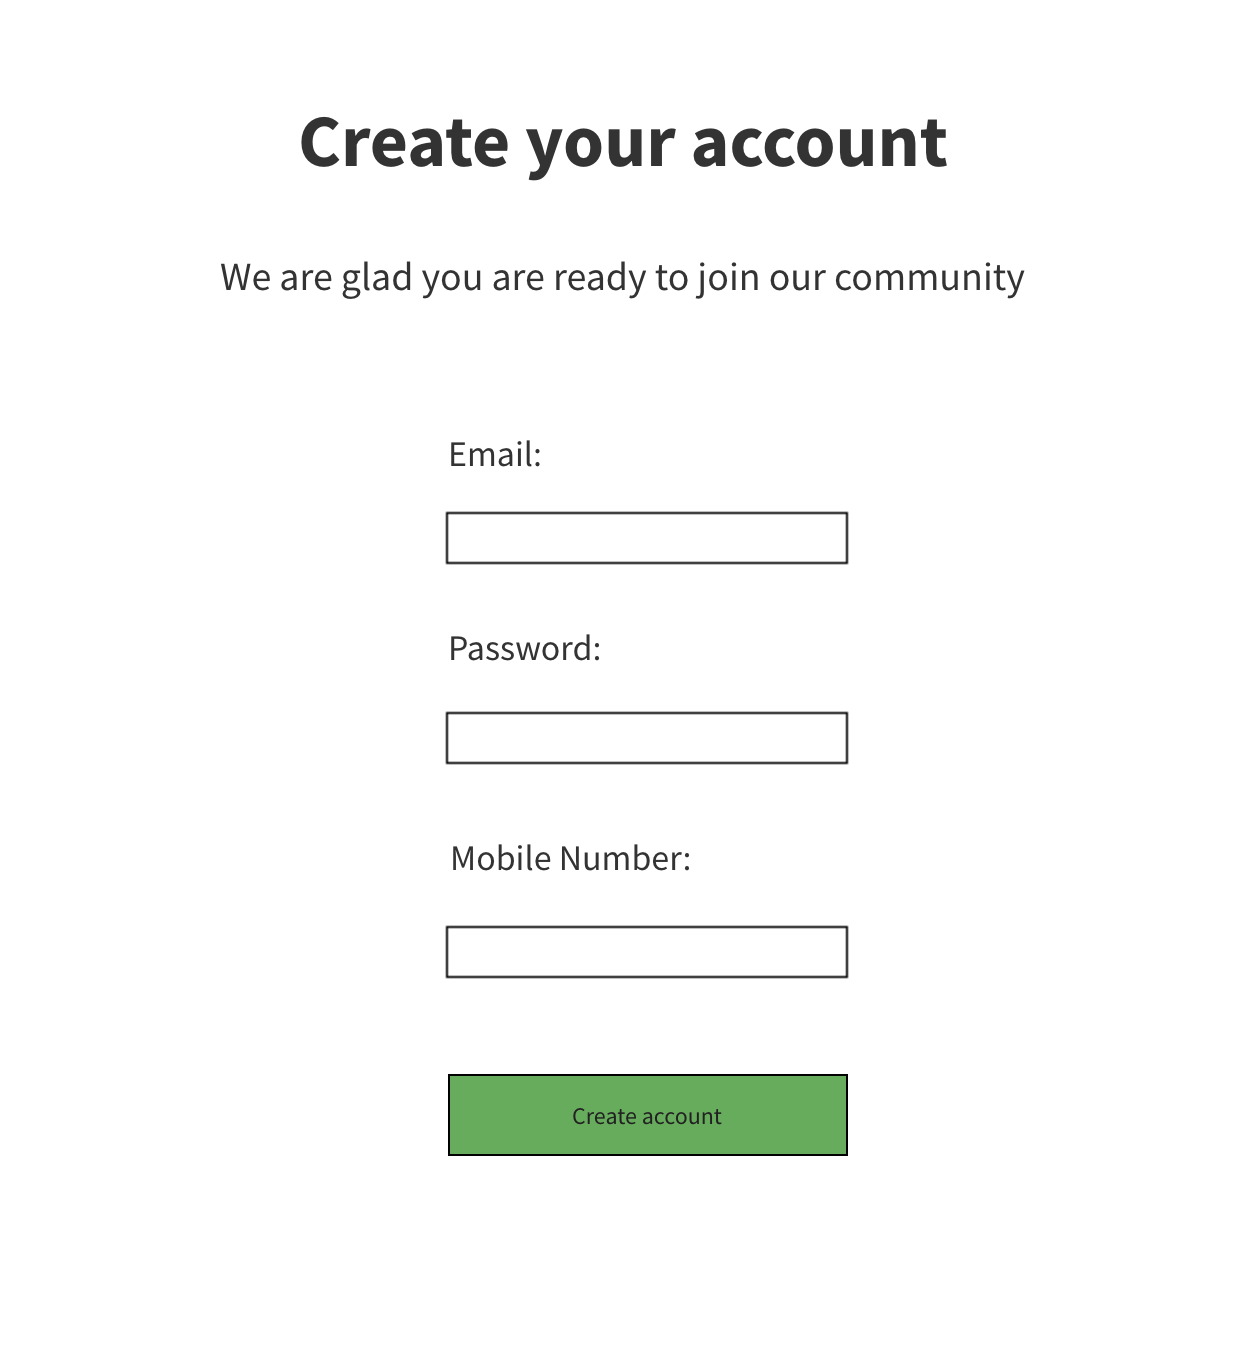 Create your account
We are glad you are ready to join our community
Email:
Password:
Mobile Number:
Create account